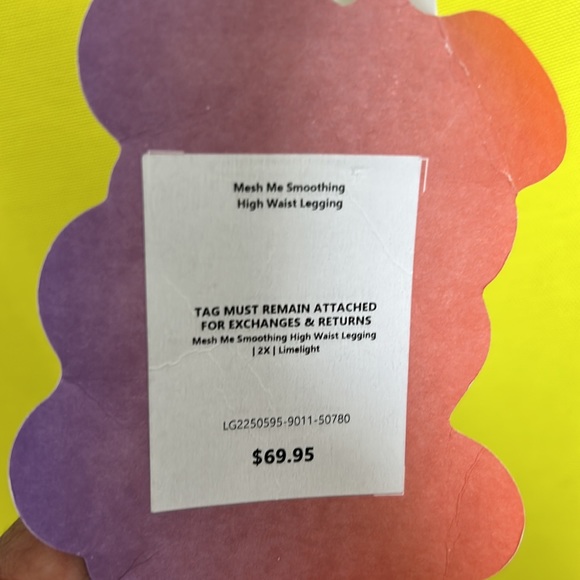 Mesh Me Smoothing
High Waist Legging
TAG MUST REMAIN ATTACHED
FOR EXCHANGES & RETURNS
Mesh Me Smoothing High Waist Legging
| 2X | Limelight
LG2250595-9011-50780
$69.95